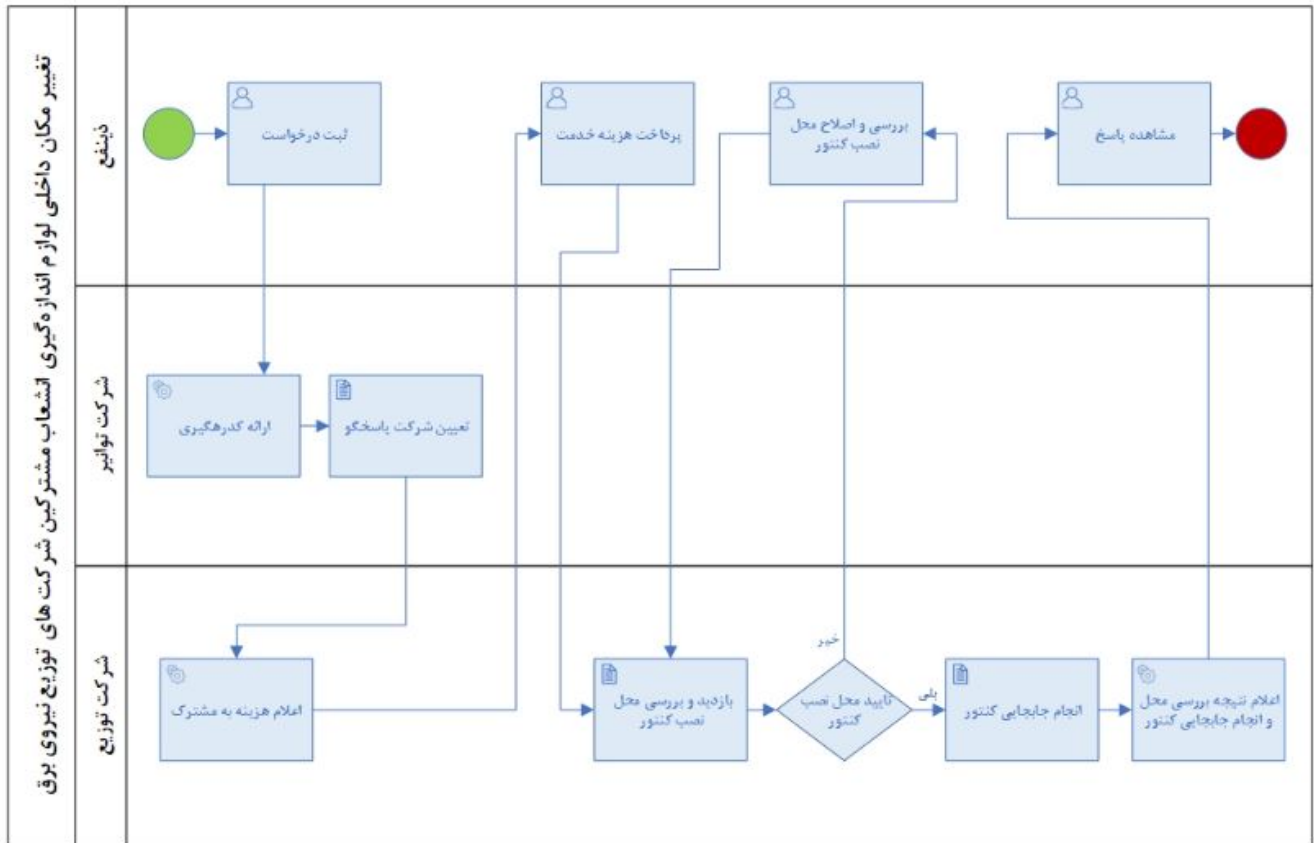 تغییر مکان داخلی لوازم اندازه‌گیری انشعاب مشترکین شرکت های توزیع نیروی برق
ذینفع
ثبت درخواست
پرداخت هزینه خدمت
بررسی و اصلاح محل
نصب کنتور
مشاهده پاسخ
شرکت توانیر
ارائه کدرهگیری
تعیین شرکت پاسخگو
شرکت توزیع
اعلام هزینه به مشترک
بازدید و بررسی محل
نصب کنتور
تایید محل نصب
کنتور
خیر
بلی
انجام جابجایی کنتور
اعلام نتیجه بررسی محل
و انجام جابجایی کنتور